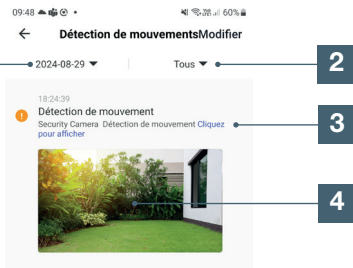 09:48 60%
Détection de mouvementsModifier
2024-08-29 ▼ Tous ▼ 2
18:24:39
Détection de mouvement
Security Camera Détection de mouvement Cliquez 3
pour afficher
4